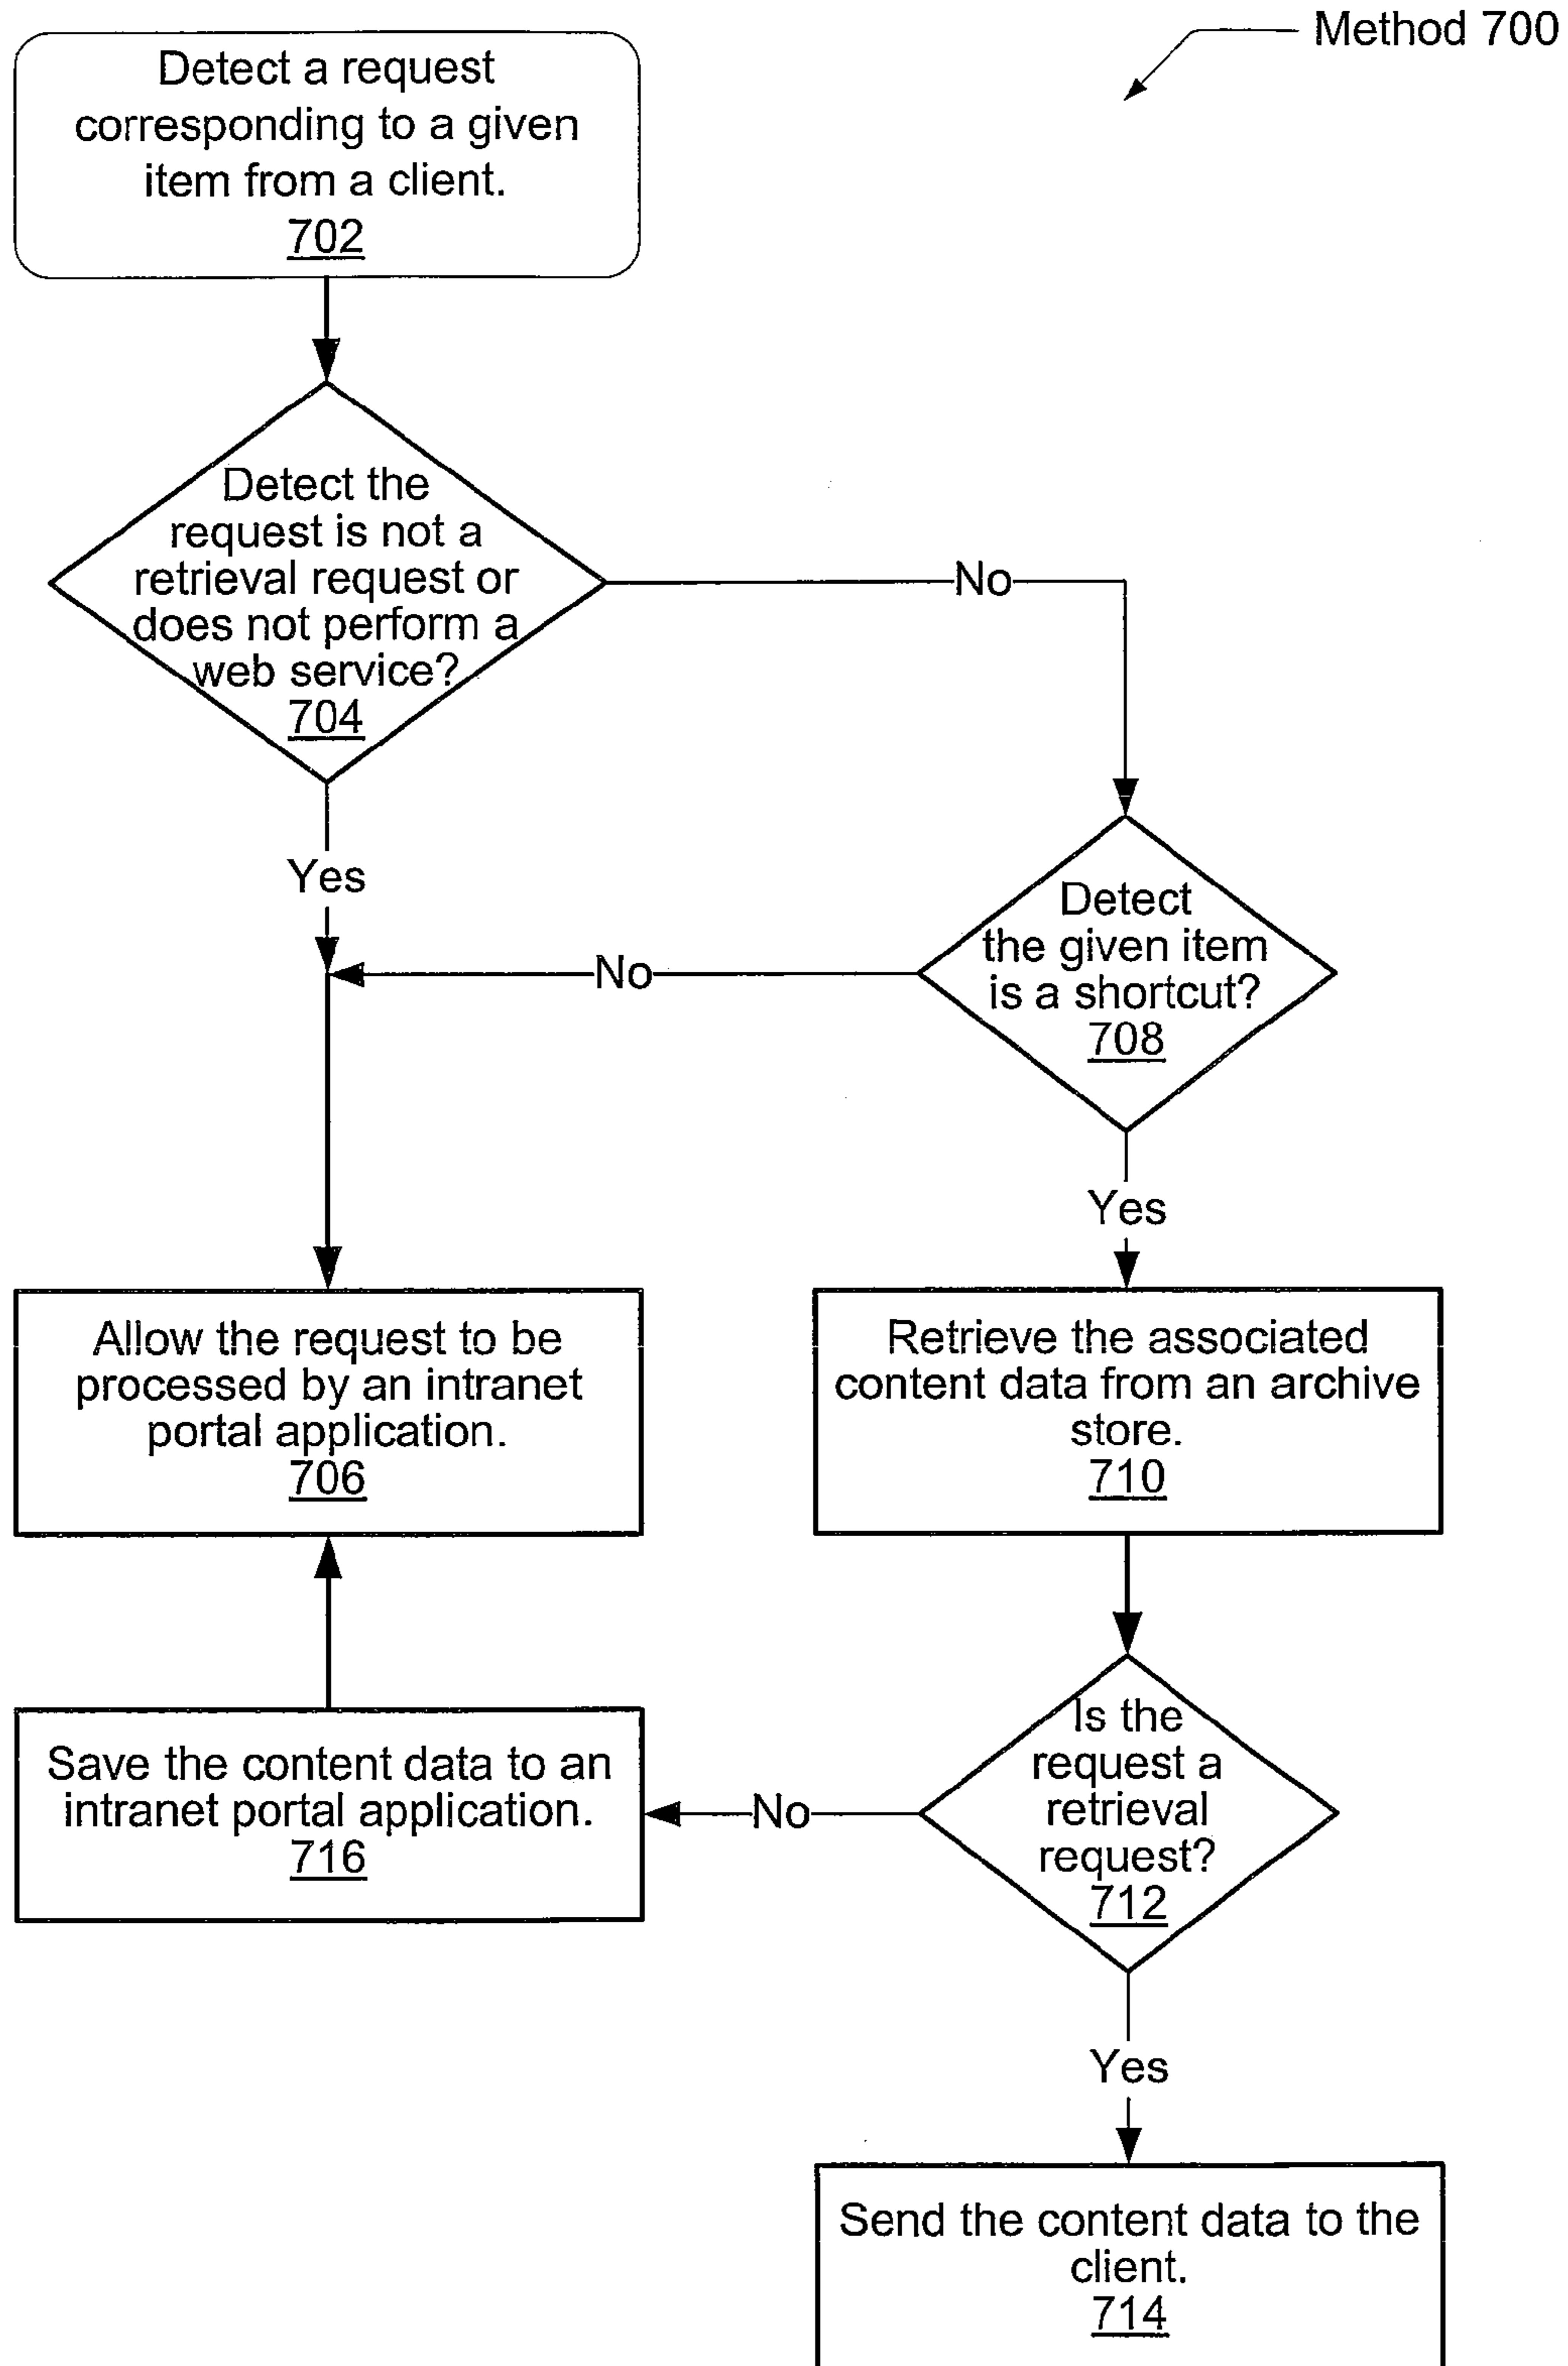 Method 700
Detect a request
corresponding to a given
item from a client.
702
Detect the
request is not a
retrieval request or
does not perform a
web service?
704
No
Yes
Detect
the given item
is a shortcut?
708
No
Yes
Allow the request to be
processed by an intranet
portal application.
706
Retrieve the associated
content data from an archive
store.
710
Is the
request a
retrieval
request?
712
Save the content data to an
intranet portal application.
716
No
Yes
Send the content data to the
client.
714